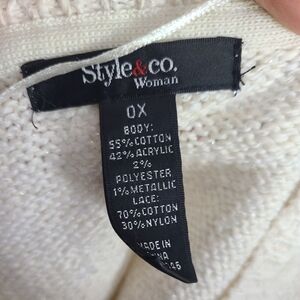 Style&co.
Woman
OX
BODY:
55% COTTON
42% ACRYLIC
2%
POLYESTER
1% METALLIC
LACE:
70% COTTON
30% NYLON
MADE IN